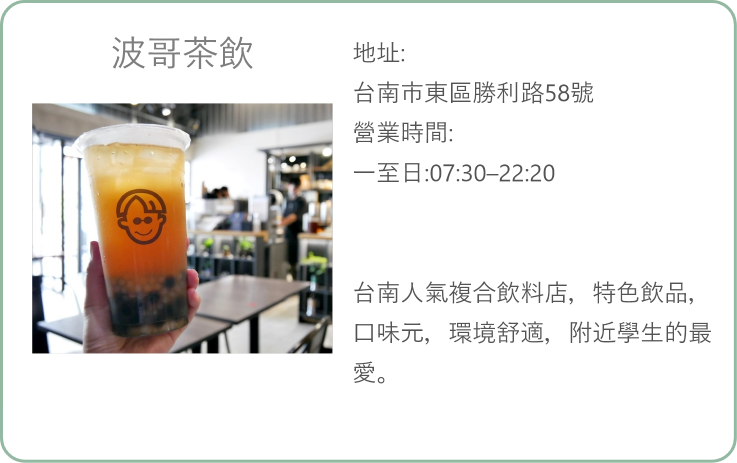 波哥茶飲
地址:
台南市東區勝利路58號
營業時間:
一至日:07:30–22:20
台南人氣複合飲料店，特色飲品，
口味元，環境舒適，附近學生的最
愛。